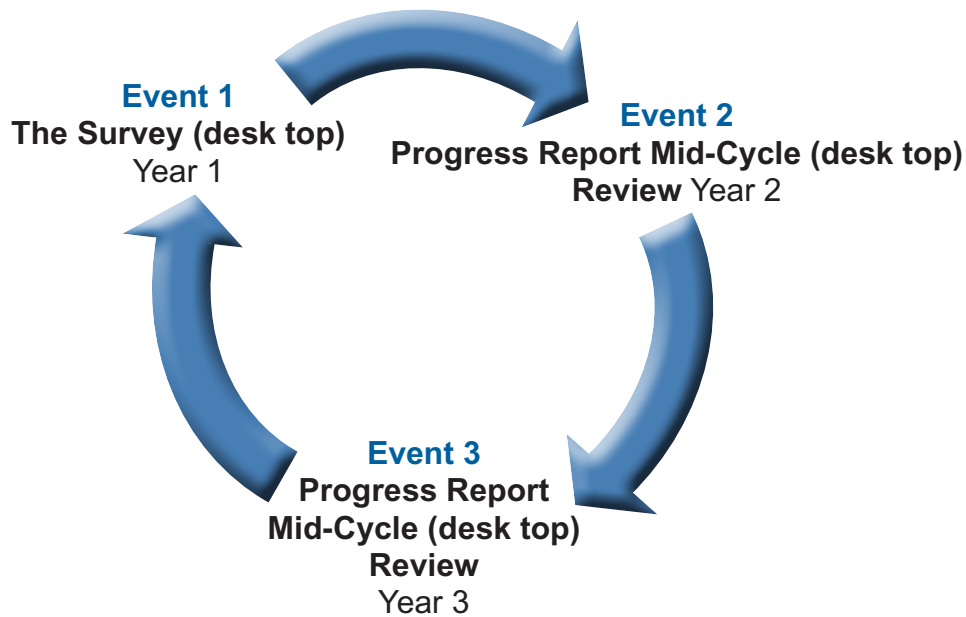 Event 1
The Survey (desk top)
Year 1
Event 2
Progress Report Mid-Cycle (desk top)
Review Year 2
Event 3
Progress Report
Mid-Cycle (desk top)
Review
Year 3